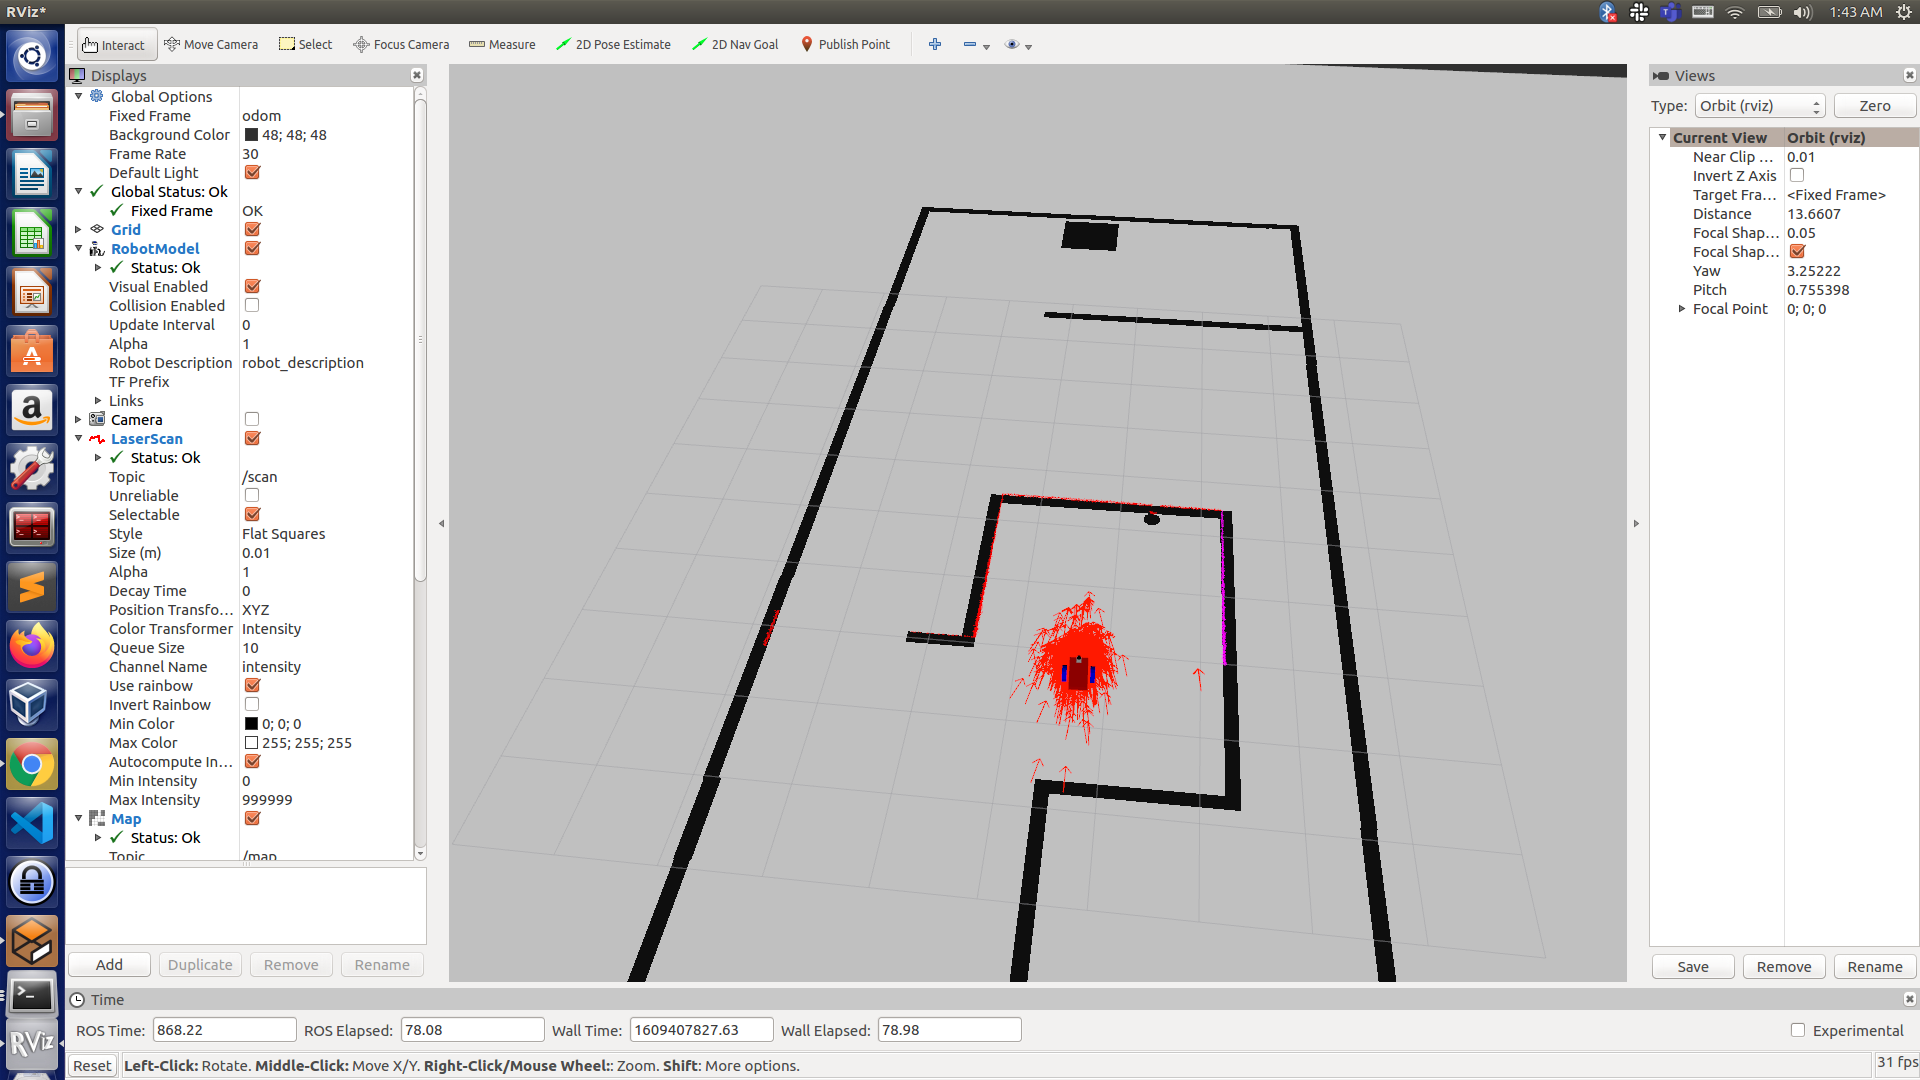 RViz*
1:43 AM
Interact Move Camera Select Focus Camera Measure 2D Pose Estimate 2D Nav Goal Publish Point
Displays
Global Options
Fixed Frame odom
Background Color 48; 48; 48
Frame Rate 30
Default Light
Global Status: Ok
Fixed Frame OK
Grid
RobotModel
Status: Ok
Visual Enabled
Collision Enabled
Update Interval 0
Alpha 1
Robot Description robot_description
TF Prefix
Links
Camera
LaserScan
Status: Ok
Topic /scan
Unreliable
Selectable
Style Flat Squares
Size (m) 0.01
Alpha 1
Decay Time 0
Position Transfo... XYZ
Color Transformer Intensity
Queue Size 10
Channel Name intensity
Use rainbow
Invert Rainbow
Min Color 0; 0; 0
Max Color 255; 255; 255
Autocompute In...
Min Intensity 0
Max Intensity 999999
Map
Status: Ok
Topic /map
Add Duplicate Remove Rename
Views
Type: Orbit (rviz) Zero
Current View Orbit (rviz)
Near Clip ... 0.01
Invert Z Axis
Target Fra... <Fixed Frame>
Distance 13.6607
Focal Shap... 0.05
Focal Shap...
Yaw 3.25222
Pitch 0.755398
Focal Point 0; 0; 0
Save Remove Rename
Time
ROS Time: 868.22 ROS Elapsed: 78.08 Wall Time: 1609407827.63 Wall Elapsed: 78.98 Experimental
Reset Left-Click: Rotate. Middle-Click: Move X/Y. Right-Click/Mouse Wheel:: Zoom. Shift: More options. 31 fps
RViz